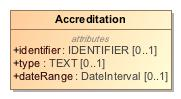 Accreditation
attributes
+identifier : IDENTIFIER [0..1]
+type : TEXT [0..1]
+dateRange : DateInterval [0..1]